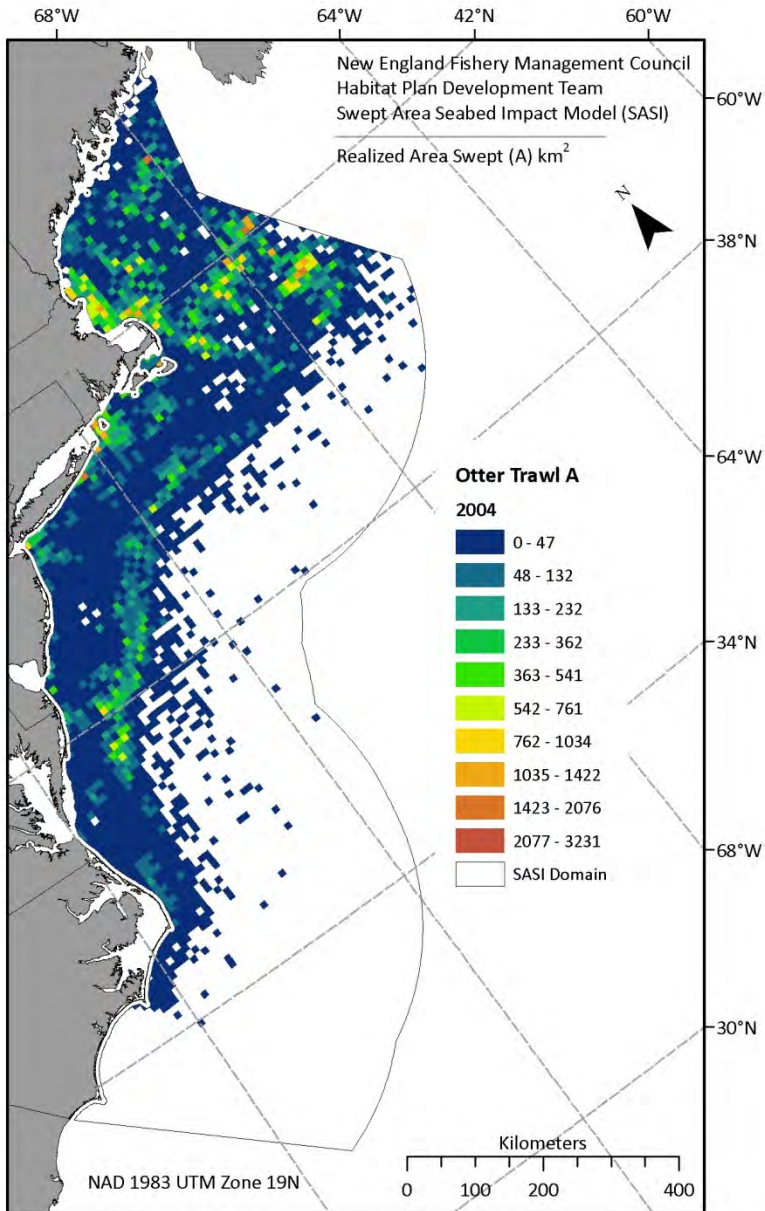 68°W 64°W 42°N 60°W
New England Fishery Management Council
Habitat Plan Development Team
Swept Area Seabed Impact Model (SASI)
Realized Area Swept (A) km²
60°W
N
38°N
64°W
Otter Trawl A
2004
0 - 47
48 - 132
133 - 232
233 - 362
363 - 541
542 - 761
762 - 1034
1035 - 1422
1423 - 2076
2077 - 3231
SASI Domain
34°N
68°W
30°N
Kilometers
0 100 200 400
NAD 1983 UTM Zone 19N